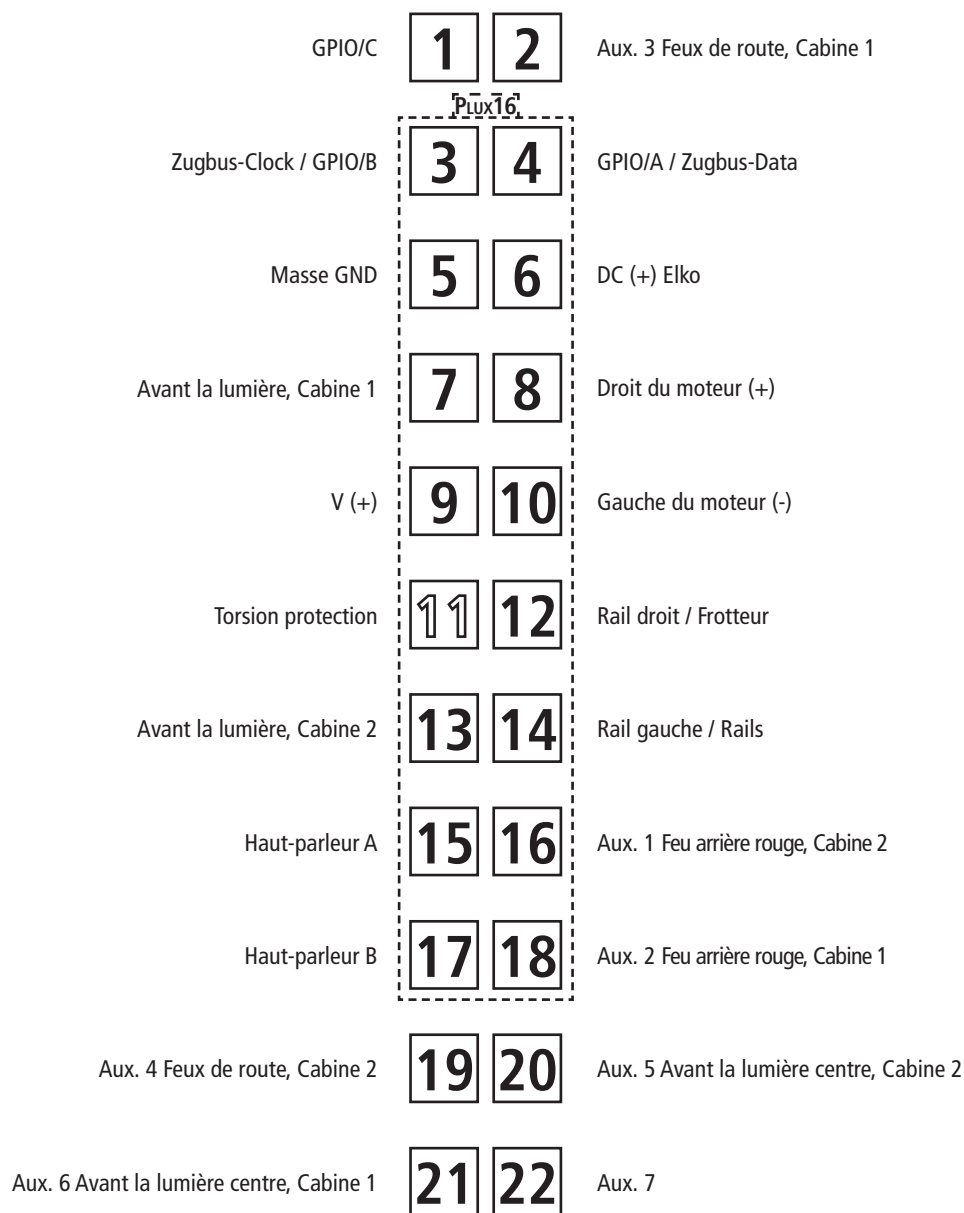 GPIO/C 1 2 Aux. 3 Feux de route, Cabine 1
PLUX16
Zugbus-Clock / GPIO/B 3 4 GPIO/A / Zugbus-Data
Masse GND 5 6 DC (+) Elko
Avant la lumière, Cabine 1 7 8 Droit du moteur (+)
V (+) 9 10 Gauche du moteur (-)
Torsion protection 11 12 Rail droit / Frotteur
Avant la lumière, Cabine 2 13 14 Rail gauche / Rails
Haut-parleur A 15 16 Aux. 1 Feu arrière rouge, Cabine 2
Haut-parleur B 17 18 Aux. 2 Feu arrière rouge, Cabine 1
Aux. 4 Feux de route, Cabine 2 19 20 Aux. 5 Avant la lumière centre, Cabine 2
Aux. 6 Avant la lumière centre, Cabine 1 21 22 Aux. 7